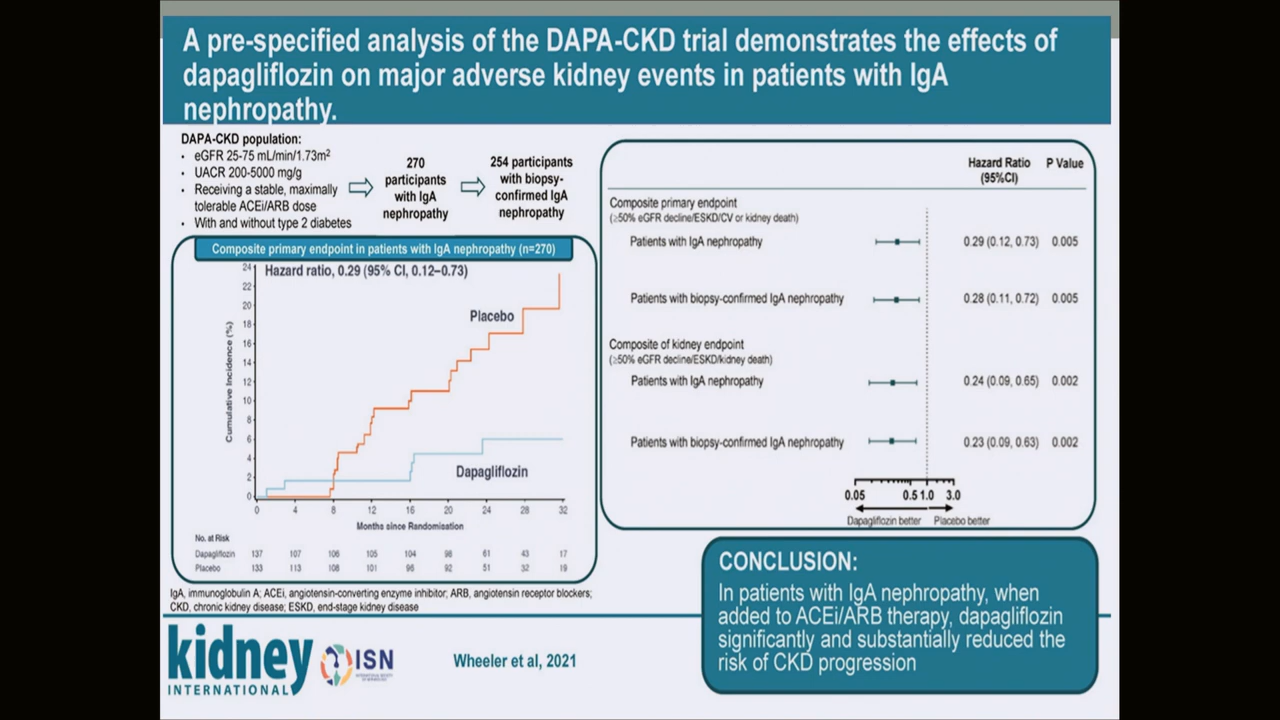 A pre-specified analysis of the DAPA-CKD trial demonstrates the effects of
dapagliflozin on major adverse kidney events in patients with IgA
nephropathy.
DAPA-CKD population:
• eGFR 25-75 mL/min/1.73m²
• UACR 200-5000 mg/g
• Receiving a stable, maximally
tolerable ACEi/ARB dose
• With and without type 2 diabetes
270
participants
with IgA
nephropathy
254 participants
with biopsy-
confirmed IgA
nephropathy
Composite primary endpoint in patients with IgA nephropathy (n=270)
Hazard ratio, 0.29 (95% CI, 0.12–0.73)
Cumulative Incidence (%)
24
22
20
18
16
14
12
10
8
6
4
2
0
Placebo
Dapagliflozin
0 4 8 12 16 20 24 28 32
Months since Randomisation
No. at Risk
Dapagliflozin 137 107 106 105 104 98 61 43 17
Placebo 133 113 108 101 96 92 51 32 19
IgA, immunoglobulin A; ACEi, angiotensin-converting enzyme inhibitor; ARB, angiotensin receptor blockers;
CKD, chronic kidney disease; ESKD, end-stage kidney disease
Hazard Ratio P Value
(95%CI)
Composite primary endpoint
(≥50% eGFR decline/ESKD/CV or kidney death)
Patients with IgA nephropathy 0.29 (0.12, 0.73) 0.005
Patients with biopsy-confirmed IgA nephropathy 0.28 (0.11, 0.72) 0.005
Composite of kidney endpoint
(≥50% eGFR decline/ESKD/kidney death)
Patients with IgA nephropathy 0.24 (0.09, 0.65) 0.002
Patients with biopsy-confirmed IgA nephropathy 0.23 (0.09, 0.63) 0.002
0.05 0.5 1.0 3.0
Dapagliflozin better Placebo better
CONCLUSION:
In patients with IgA nephropathy, when
added to ACEi/ARB therapy, dapagliflozin
significantly and substantially reduced the
risk of CKD progression
kidney
INTERNATIONAL
ISN
Wheeler et al, 2021